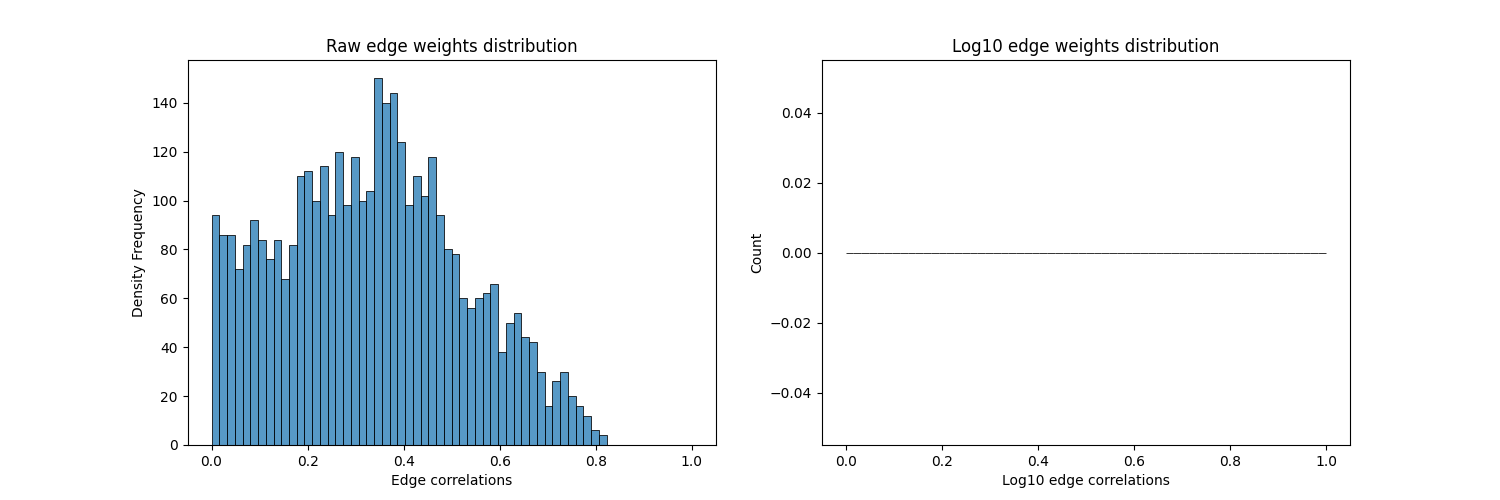 Raw edge weights distribution
Density Frequency
140
120
100
80
60
40
20
0
0.0 0.2 0.4 0.6 0.8 1.0
Edge correlations
Log10 edge weights distribution
Count
0.04
0.02
0.00
−0.02
−0.04
0.0 0.2 0.4 0.6 0.8 1.0
Log10 edge correlations